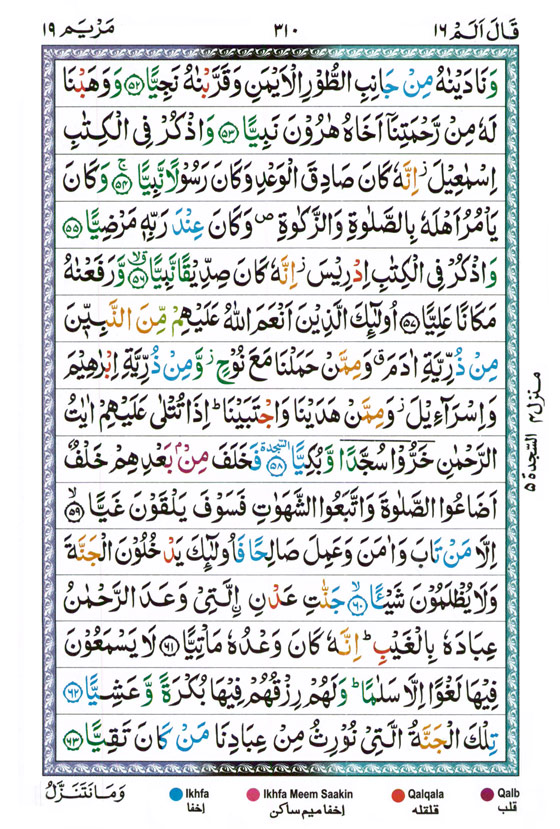 قَالَ اَلَمْ ١٦ ٣١٠ مَرْيَم ١٩
وَنَادَيْنٰهُ مِنْ جَانِبِ الطُّوْرِ الْاَيْمَنِ وَقَرَّبْنٰهُ نَجِيًّا ﴿٥٢﴾ وَوَهَبْنَا
لَهٗ مِنْ رَّحْمَتِنَاۤ اَخَاهُ هٰرُوْنَ نَبِيًّا ﴿٥٣﴾ وَاذْكُرْ فِى الْكِتٰبِ
اِسْمٰعِيْلَ ز اِنَّهٗ كَانَ صَادِقَ الْوَعْدِ وَكَانَ رَسُوْلًا نَّبِيًّا ﴿٥٤﴾ وَكَانَ
يَاْمُرُ اَهْلَهٗ بِالصَّلٰوةِ وَالزَّكٰوةِ ص وَكَانَ عِنْدَ رَبِّهٖ مَرْضِيًّا ﴿٥٥﴾
وَاذْكُرْ فِى الْكِتٰبِ اِدْرِيْسَ ز اِنَّهٗ كَانَ صِدِّيْقًا نَّبِيًّا ﴿٥٦﴾ وَّرَفَعْنٰهُ
مَكَانًا عَلِيًّا ﴿٥٧﴾ اُولٰٓئِكَ الَّذِيْنَ اَنْعَمَ اللّٰهُ عَلَيْهِمْ مِّنَ النَّبِيّٖنَ
مِنْ ذُرِّيَّةِ اٰدَمَ ق وَمِمَّنْ حَمَلْنَا مَعَ نُوْحٍ ز وَّمِنْ ذُرِّيَّةِ اِبْرٰهِيْمَ
وَاِسْرَآءِيْلَ ز وَمِمَّنْ هَدَيْنَا وَاجْتَبَيْنَا ط اِذَا تُتْلٰى عَلَيْهِمْ اٰيٰتُ
الرَّحْمٰنِ خَرُّوْا سُجَّدًا وَّبُكِيًّا السجدة ﴿٥٨﴾ فَخَلَفَ مِنْۢ بَعْدِهِمْ خَلْفٌ
اَضَاعُوا الصَّلٰوةَ وَاتَّبَعُوا الشَّهَوٰتِ فَسَوْفَ يَلْقَوْنَ غَيًّا ﴿٥٩﴾
اِلَّا مَنْ تَابَ وَاٰمَنَ وَعَمِلَ صَالِحًا فَاُولٰٓئِكَ يَدْخُلُوْنَ الْجَنَّةَ
وَلَا يُظْلَمُوْنَ شَيْـًٔا ﴿٦٠﴾ جَنّٰتِ عَدْنِ اِۨلَّتِىْ وَعَدَ الرَّحْمٰنُ
عِبَادَهٗ بِالْغَيْبِ ط اِنَّهٗ كَانَ وَعْدُهٗ مَاْتِيًّا ﴿٦١﴾ لَا يَسْمَعُوْنَ
فِيْهَا لَغْوًا اِلَّا سَلٰمًا ط وَلَهُمْ رِزْقُهُمْ فِيْهَا بُكْرَةً وَّعَشِيًّا ﴿٦٢﴾
تِلْكَ الْجَنَّةُ الَّتِىْ نُوْرِثُ مِنْ عِبَادِنَا مَنْ كَانَ تَقِيًّا ﴿٦٣﴾
منزل ٤ السجدة ٥
وَمَا نَتَنَزَّلُ
Ikhfa Ikhfa Meem Saakin Qalqala Qalb
اخفا اخفا میم ساکن قلقله قلب